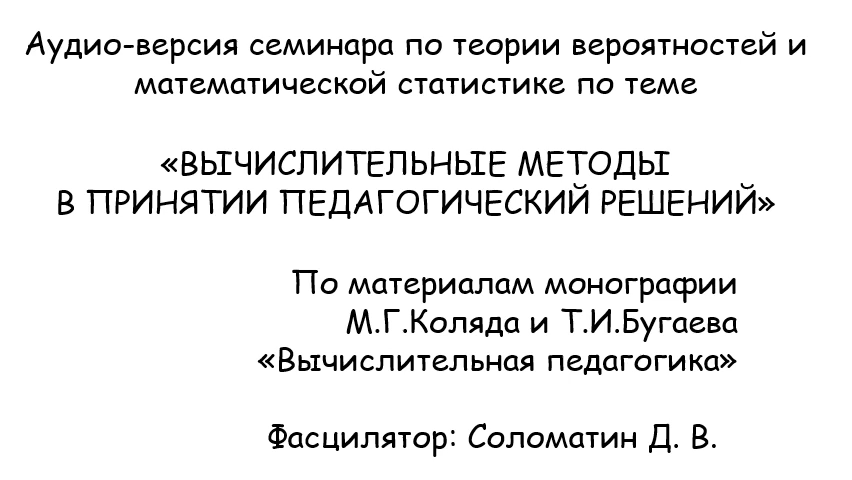 Аудио-версия семинара по теории вероятностей и
математической статистике по теме
«ВЫЧИСЛИТЕЛЬНЫЕ МЕТОДЫ
В ПРИНЯТИИ ПЕДАГОГИЧЕСКИЙ РЕШЕНИЙ»
По материалам монографии
М.Г.Коляда и Т.И.Бугаева
«Вычислительная педагогика»
Фасцилятор: Соломатин Д. В.